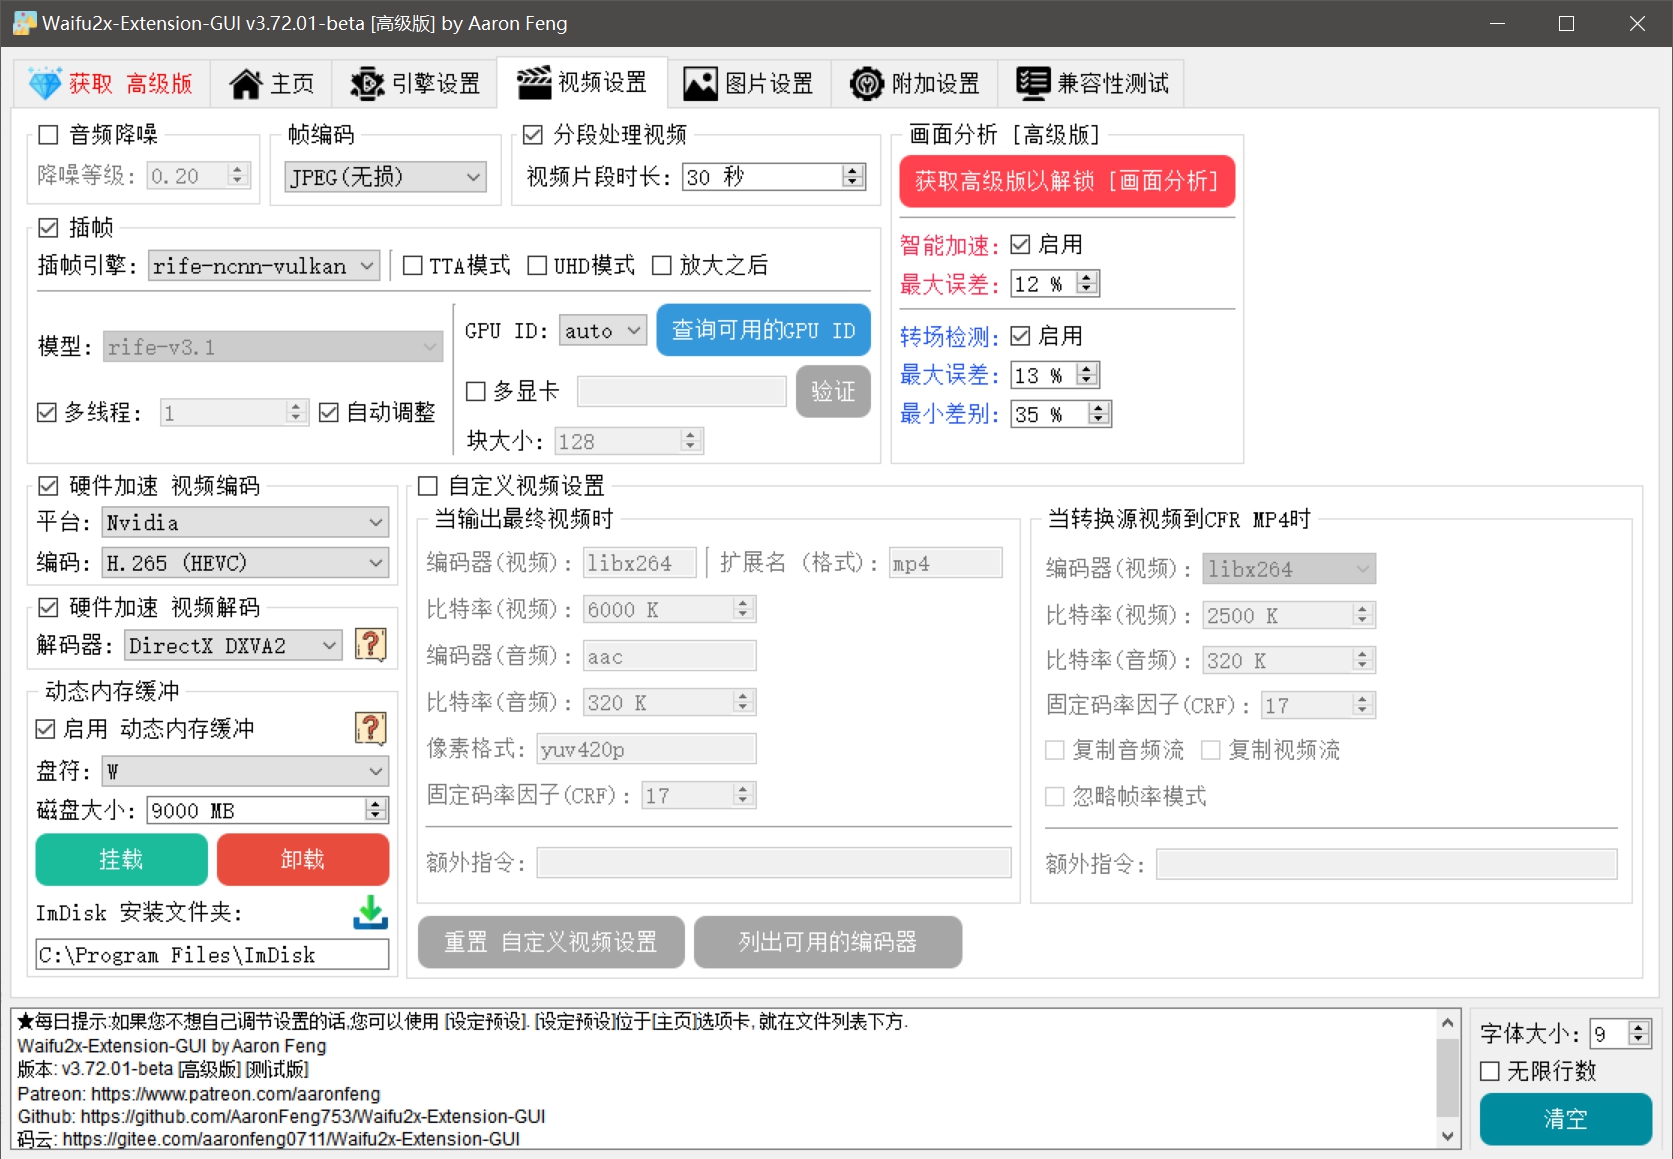 Waifu2x-Extension-GUI v3.72.01-beta [高级版] by Aaron Feng
获取 高级版
主页
引擎设置
视频设置
图片设置
附加设置
兼容性测试
音频降噪
降噪等级: 0.20
帧编码
JPEG(无损)
分段处理视频
视频片段时长: 30 秒
画面分析 [高级版]
获取高级版以解锁 [画面分析]
智能加速: 启用
最大误差: 12 %
转场检测: 启用
最大误差: 13 %
最小差别: 35 %
插帧
插帧引擎: rife-ncnn-vulkan TTA模式 UHD模式 放大之后
模型: rife-v3.1
多线程: 1 自动调整
GPU ID: auto 查询可用的GPU ID
多显卡 验证
块大小: 128
硬件加速 视频编码
平台: Nvidia
编码: H.265 (HEVC)
硬件加速 视频解码
解码器: DirectX DXVA2
动态内存缓冲
启用 动态内存缓冲
盘符: W
磁盘大小: 9000 MB
挂载 卸载
ImDisk 安装文件夹:
C:\Program Files\ImDisk
自定义视频设置
当输出最终视频时
编码器(视频): libx264 扩展名 (格式): mp4
比特率(视频): 6000 K
编码器(音频): aac
比特率(音频): 320 K
像素格式: yuv420p
固定码率因子(CRF): 17
额外指令:
当转换源视频到CFR MP4时
编码器(视频): libx264
比特率(视频): 2500 K
比特率(音频): 320 K
固定码率因子(CRF): 17
复制音频流 复制视频流
忽略帧率模式
额外指令:
重置 自定义视频设置 列出可用的编码器
★每日提示:如果您不想自己调节设置的话,您可以使用 [设定预设]. [设定预设]位于[主页]选项卡, 就在文件列表下方.
Waifu2x-Extension-GUI by Aaron Feng
版本: v3.72.01-beta [高级版] [测试版]
Patreon: https://www.patreon.com/aaronfeng
Github: https://github.com/AaronFeng753/Waifu2x-Extension-GUI
码云: https://gitee.com/aaronfeng0711/Waifu2x-Extension-GUI
字体大小: 9
无限行数
清空